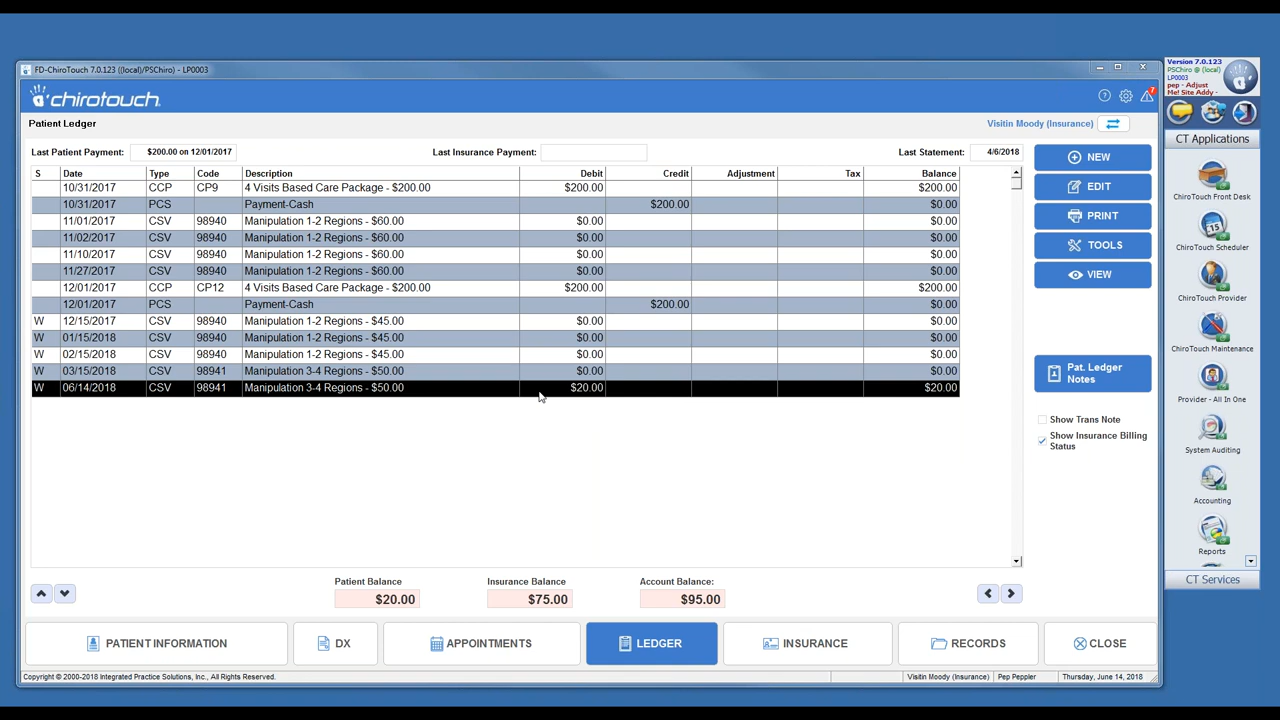 FD-ChiroTouch 7.0.123 ((local)/PSChiro) - LP0003
chirotouch.
7
Patient Ledger
Visitin Moody (Insurance)
Last Patient Payment: $200.00 on 12/01/2017 Last Insurance Payment: Last Statement: 4/6/2018
S Date Type Code Description Debit Credit Adjustment Tax Balance
10/31/2017 CCP CP9 4 Visits Based Care Package - $200.00 $200.00 $200.00
10/31/2017 PCS Payment-Cash $200.00 $0.00
11/01/2017 CSV 98940 Manipulation 1-2 Regions - $60.00 $0.00 $0.00
11/02/2017 CSV 98940 Manipulation 1-2 Regions - $60.00 $0.00 $0.00
11/10/2017 CSV 98940 Manipulation 1-2 Regions - $60.00 $0.00 $0.00
11/27/2017 CSV 98940 Manipulation 1-2 Regions - $60.00 $0.00 $0.00
12/01/2017 CCP CP12 4 Visits Based Care Package - $200.00 $200.00 $200.00
12/01/2017 PCS Payment-Cash $200.00 $0.00
W 12/15/2017 CSV 98940 Manipulation 1-2 Regions - $45.00 $0.00 $0.00
W 01/15/2018 CSV 98940 Manipulation 1-2 Regions - $45.00 $0.00 $0.00
W 02/15/2018 CSV 98940 Manipulation 1-2 Regions - $45.00 $0.00 $0.00
W 03/15/2018 CSV 98941 Manipulation 3-4 Regions - $50.00 $0.00 $0.00
W 06/14/2018 CSV 98941 Manipulation 3-4 Regions - $50.00 $20.00 $20.00
NEW
EDIT
PRINT
TOOLS
VIEW
Pat. Ledger
Notes
Show Trans Note
Show Insurance Billing
Status
Patient Balance Insurance Balance Account Balance:
$20.00 $75.00 $95.00
PATIENT INFORMATION DX APPOINTMENTS LEDGER INSURANCE RECORDS CLOSE
Copyright © 2000-2018 Integrated Practice Solutions, Inc., All Rights Reserved. Visitin Moody (Insurance) Pep Peppler Thursday, June 14, 2018
Version 7.0.123
PSChiro @ (local)
LP0003
pep - Adjust
Me! Site Addy -
CT Applications
ChiroTouch Front Desk
15
ChiroTouch Scheduler
ChiroTouch Provider
ChiroTouch Maintenance
Provider - All In One
System Auditing
Accounting
Reports
CT Services